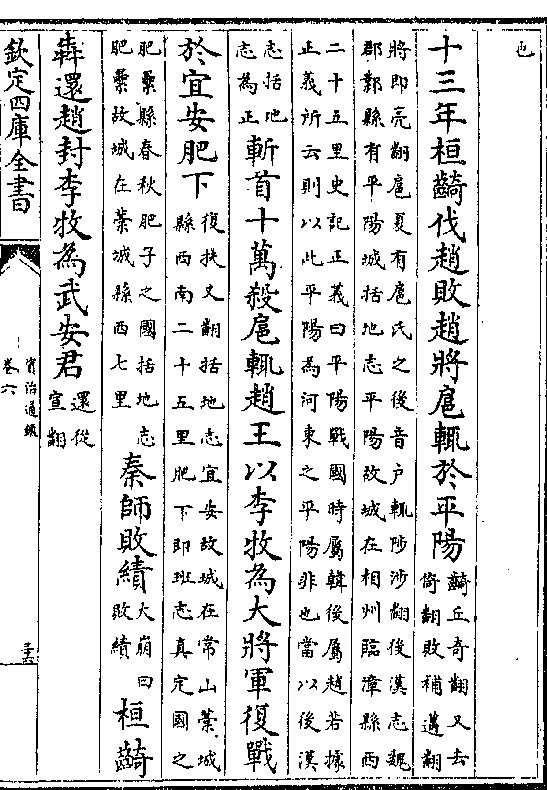 也
十三年桓齮伐趙敗趙將扈輒於平陽
齮丘奇翻又去
倚翻敗補邁翻
將即亮翻扈夏有扈氏之後音户輒陟涉翻後漢志魏
郡鄴縣有平陽城括地志平陽故城在相州臨漳縣西
二十五里史記正義曰平陽戰國時屬韓後屬趙若據
正義所云則以此平陽為河東之平陽非也當以後漢
志括地
志為正
斬首十萬殺扈輒趙王以李牧為大將軍復戰
於宜安肥下
復扶又翻括地志宜安故城在常山藁城
縣西南二十五里肥下即班志真定國之
肥纍縣春秋肥子之國括地志
肥纍故城在藁城縣西七里
秦師敗績
大崩曰
敗績
桓齮
犇還趙封李牧為武安君
還從
宣翻
欽定四庫全書
資治通鑑
卷六